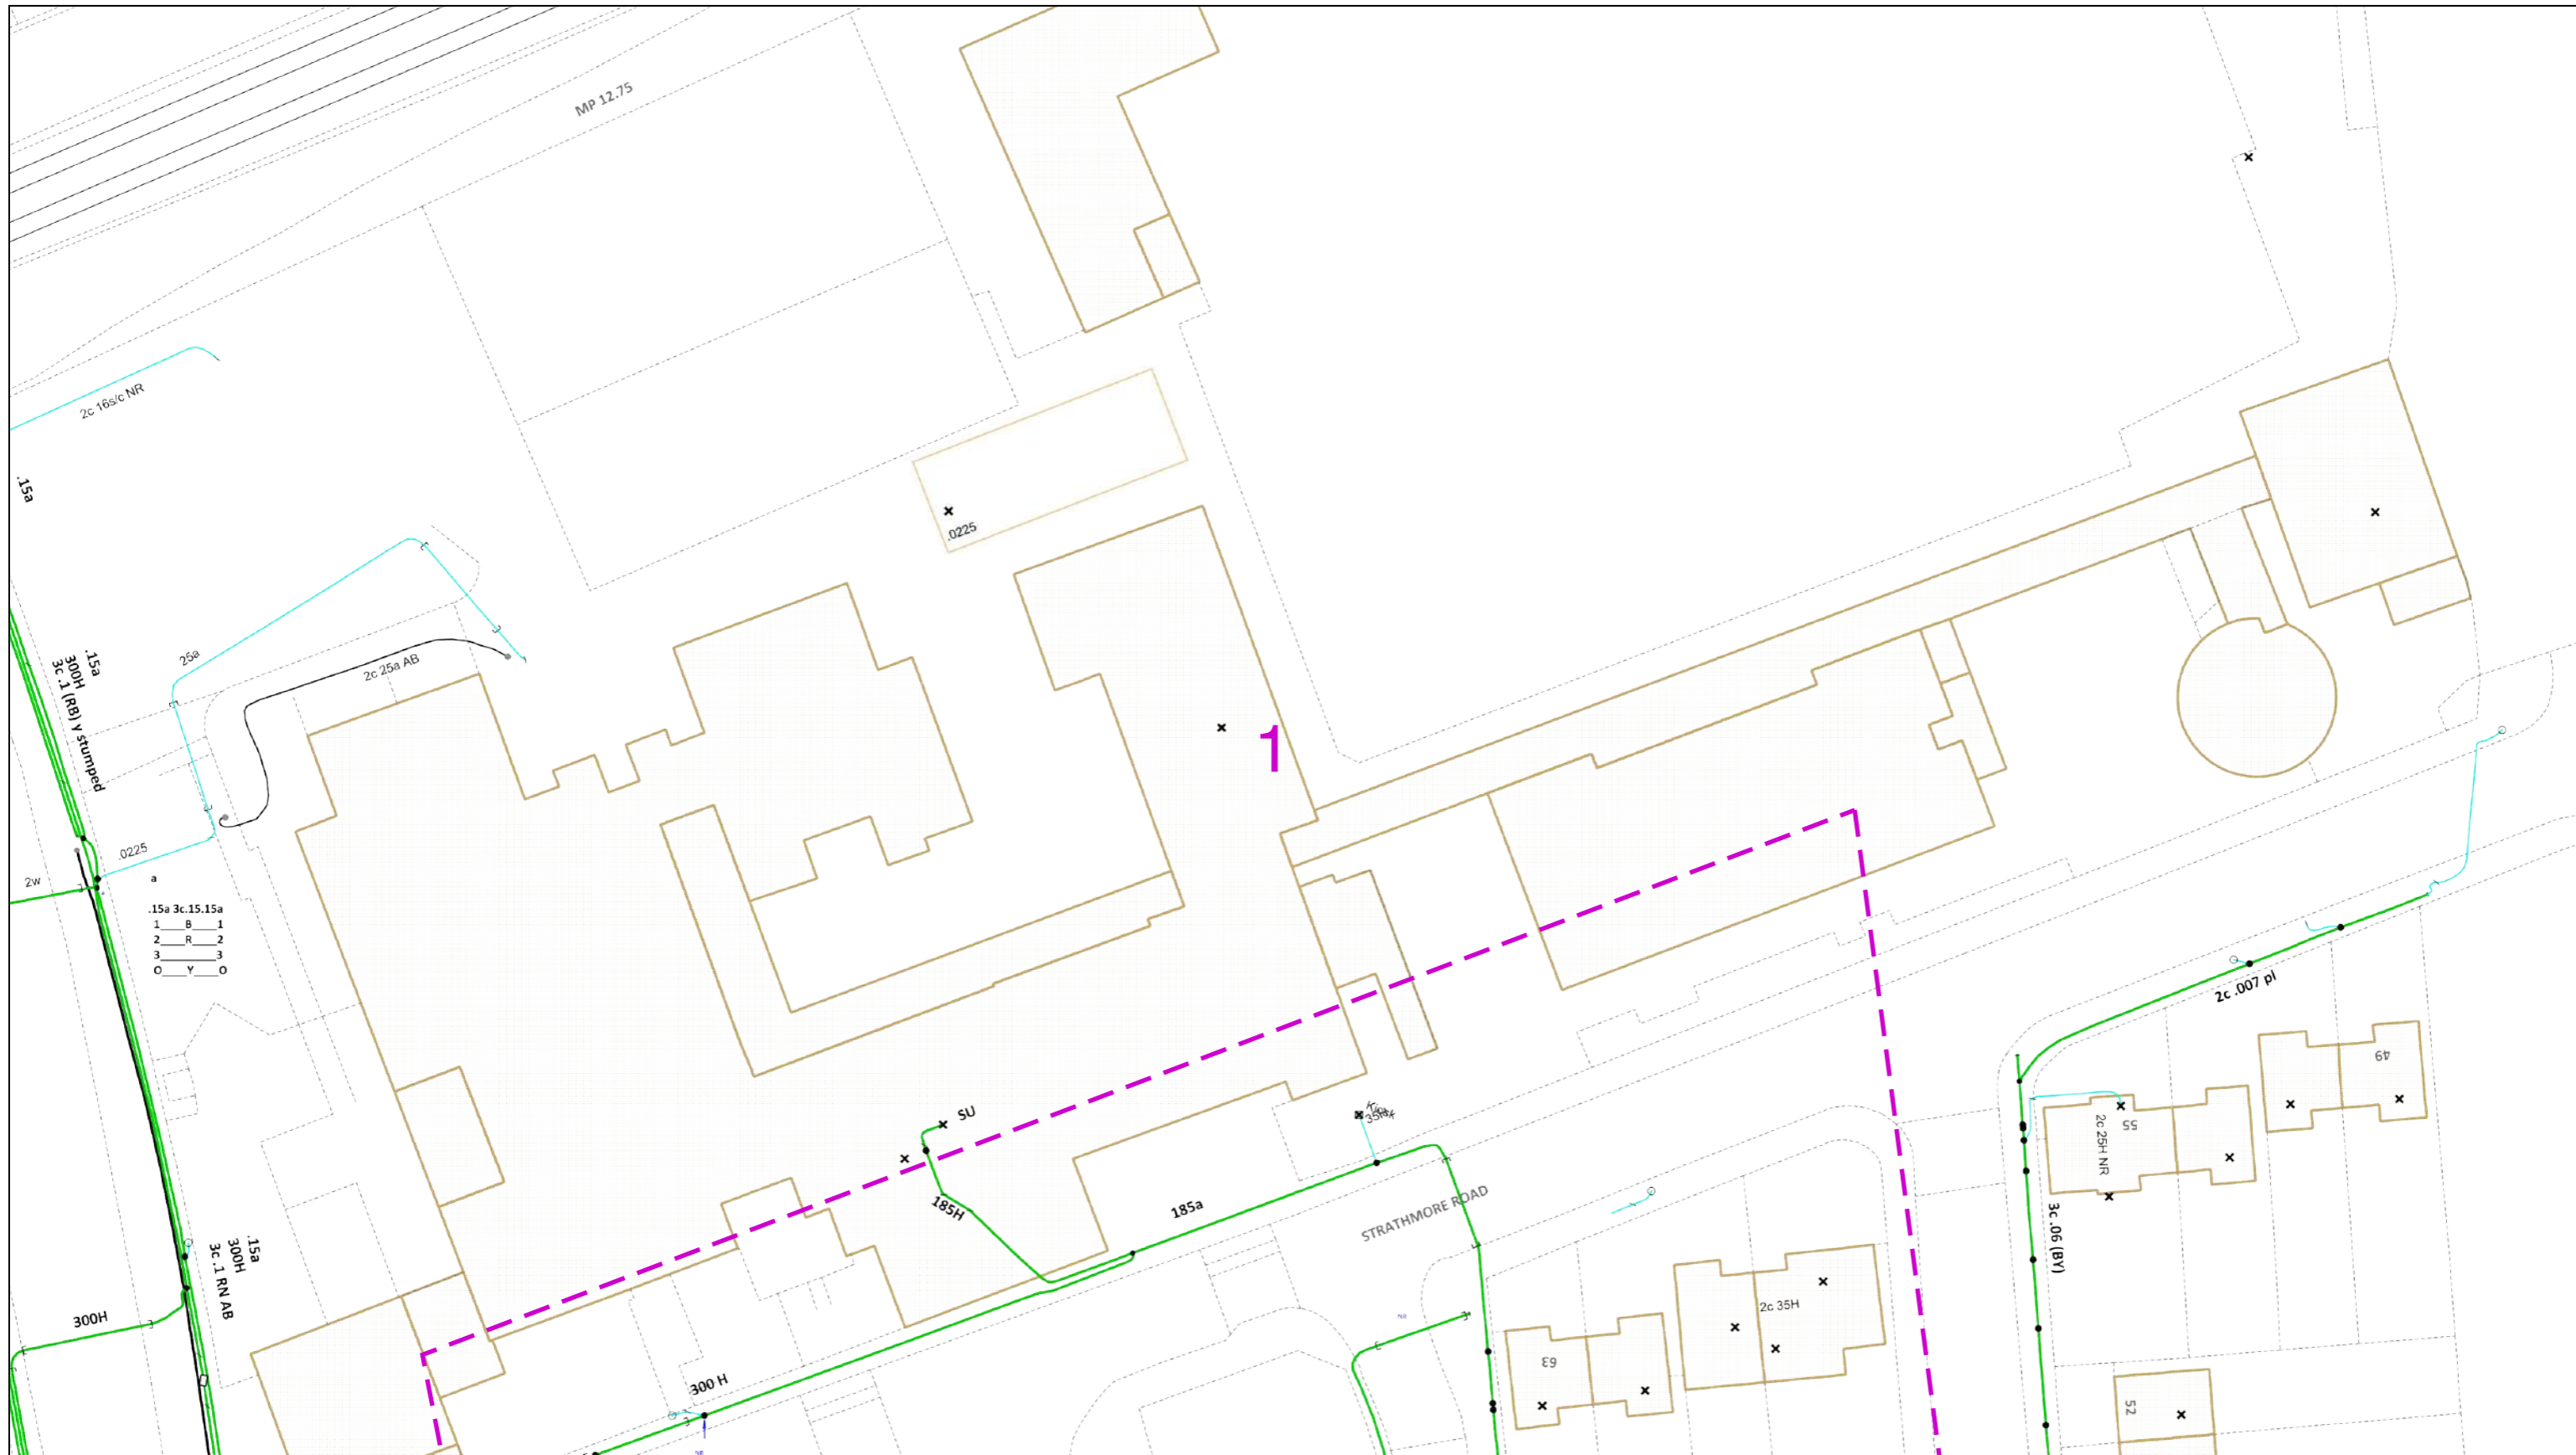 MP 12.75
2c 16s/c NR
.15a
.0225
25a
2c 25a AB
.15a
300H
3c .1 (RB) y stumped
1
.0225
2w
a
.15a 3c.15.15a
1____B____1
2____R____2
3__________3
O____Y____O
2c .007 pl
49
SU
35H
55
2c 25H NR
185H
185a
STRATHMORE ROAD
3c .06 (BY)
.15a
300H
3c .1 RN AB
300H
2c 35H
63
300 H
52